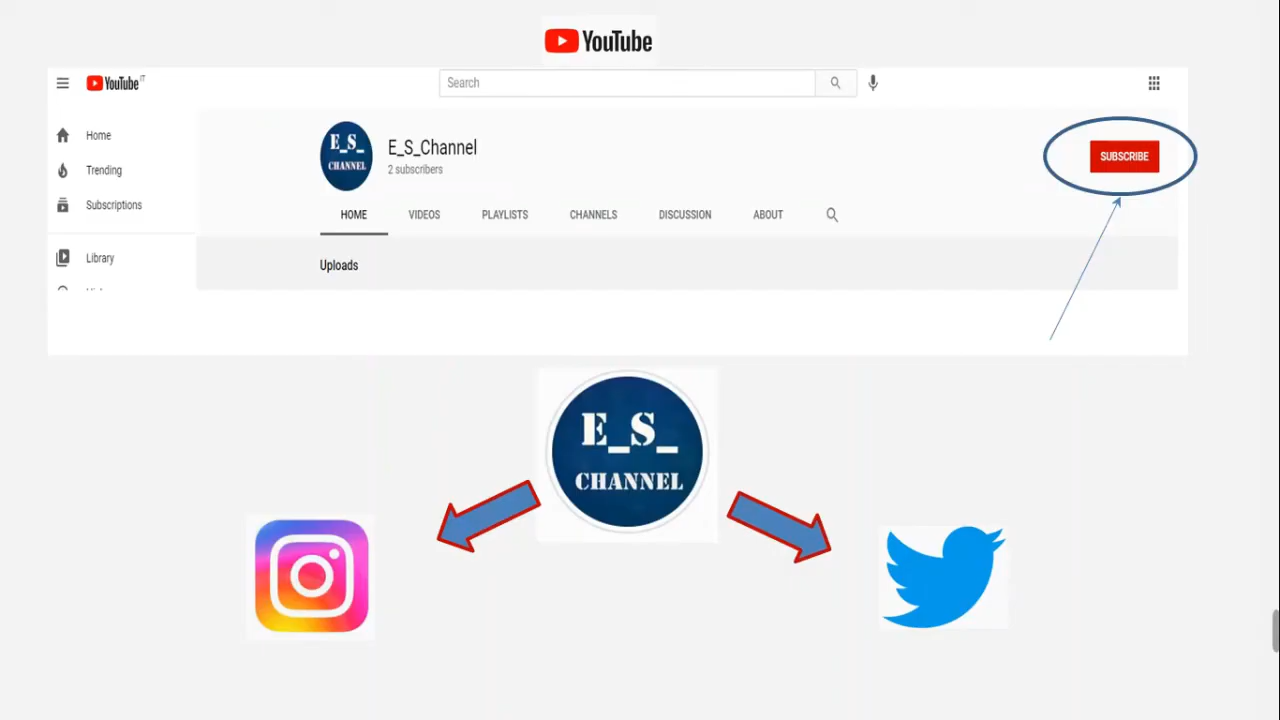 YouTube
YouTube IT
Search
Home
E_S_
CHANNEL
E_S_Channel
2 subscribers
SUBSCRIBE
Trending
Subscriptions
HOME VIDEOS PLAYLISTS CHANNELS DISCUSSION ABOUT
Library
Uploads
E_S_
CHANNEL